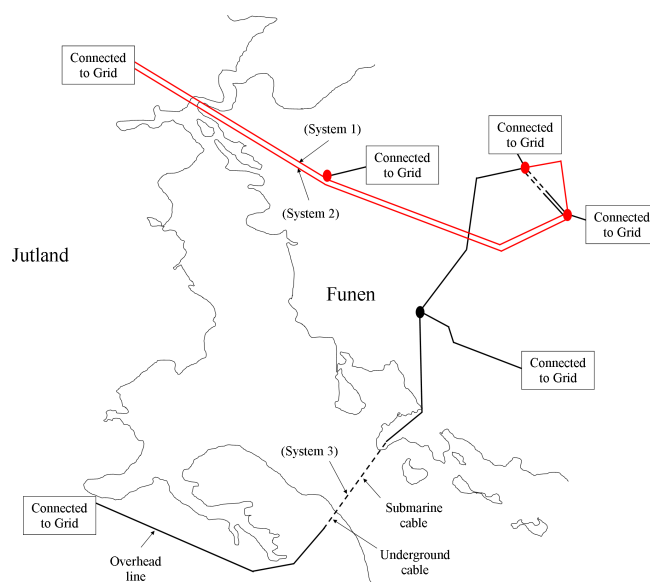 Connected
to Grid
(System 1)
Connected
to Grid
Connected
to Grid
(System 2)
Connected
to Grid
Jutland
Funen
Connected
to Grid
(System 3)
Connected
to Grid
Submarine
cable
Overhead
line
Underground
cable